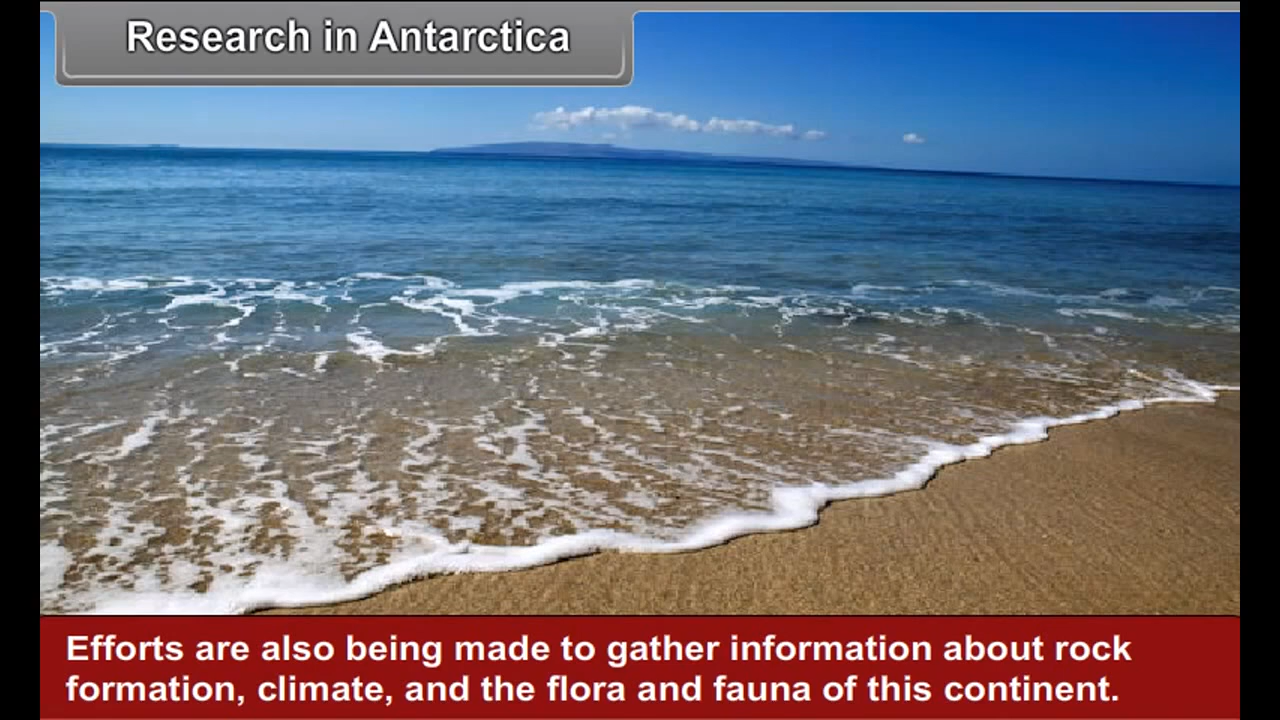 Research in Antarctica
Efforts are also being made to gather information about rock
formation, climate, and the flora and fauna of this continent.